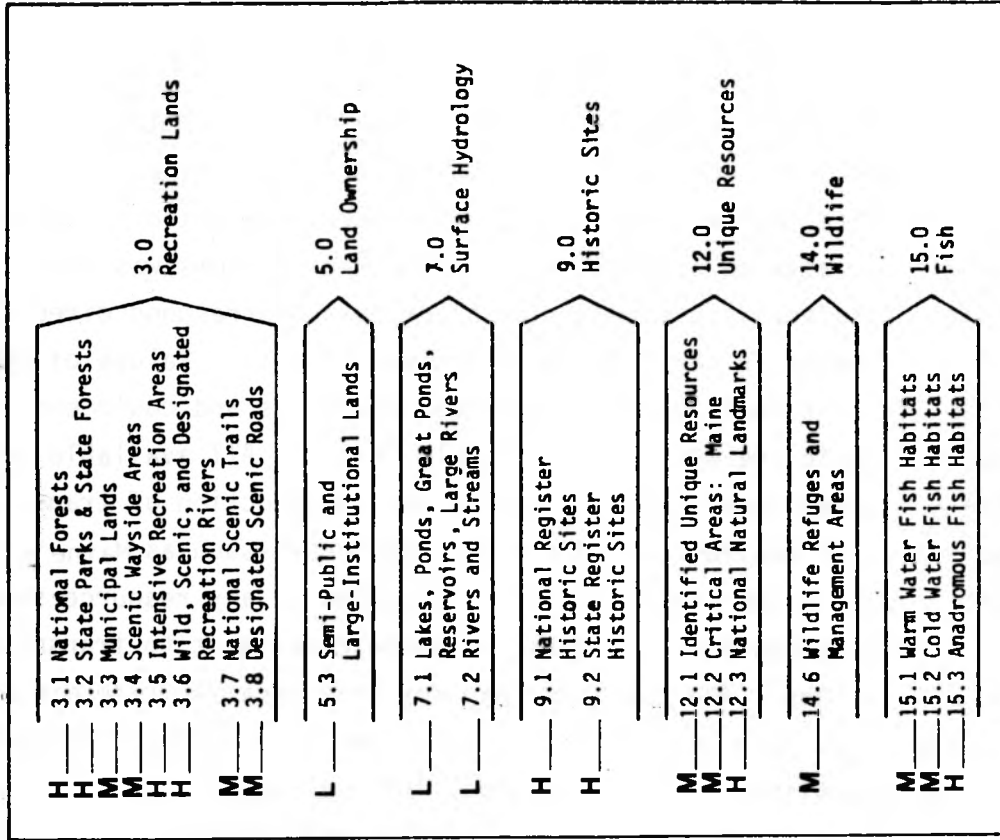 H 3.1 National Forests
H 3.2 State Parks & State Forests
M 3.3 Municipal Lands
M 3.4 Scenic Wayside Areas
H 3.5 Intensive Recreation Areas
H 3.6 Wild, Scenic, and Designated
Recreation Rivers
M 3.7 National Scenic Trails
M 3.8 Designated Scenic Roads
3.0
Recreation Lands
L 5.3 Semi-Public and
Large-Institutional Lands
5.0
Land Ownership
L 7.1 Lakes, Ponds, Great Ponds,
Reservoirs, Large Rivers
L 7.2 Rivers and Streams
7.0
Surface Hydrology
H 9.1 National Register
Historic Sites
H 9.2 State Register
Historic Sites
9.0
Historic Sites
M 12.1 Identified Unique Resources
M 12.2 Critical Areas: Maine
H 12.3 National Natural Landmarks
12.0
Unique Resources
M 14.6 Wildlife Refuges and
Management Areas
14.0
Wildlife
M 15.1 Warm Water Fish Habitats
M 15.2 Cold Water Fish Habitats
H 15.3 Anadromous Fish Habitats
15.0
Fish